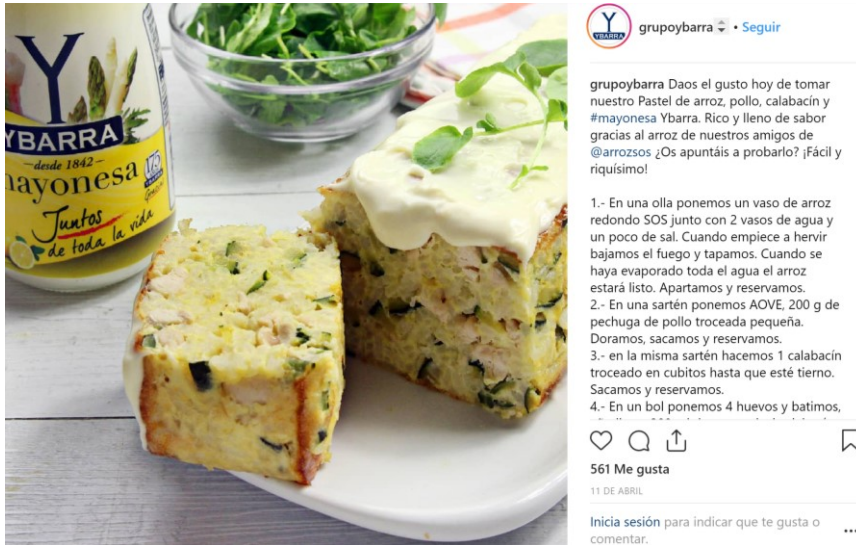 Y
YBARRA
desde 1842
mayonesa
175
Juntos
de toda la vida
YBARRA
grupoybarra • Seguir
grupoybarra Daos el gusto hoy de tomar
nuestro Pastel de arroz, pollo, calabacín y
#mayonesa Ybarra. Rico y lleno de sabor
gracias al arroz de nuestros amigos de
@arrozsos ¿Os apuntáis a probarlo? ¡Fácil y
riquísimo!
1.- En una olla ponemos un vaso de arroz
redondo SOS junto con 2 vasos de agua y
un poco de sal. Cuando empiece a hervir
bajamos el fuego y tapamos. Cuando se
haya evaporado toda el agua el arroz
estará listo. Apartamos y reservamos.
2.- En una sartén ponemos AOVE, 200 g de
pechuga de pollo troceada pequeña.
Doramos, sacamos y reservamos.
3.- en la misma sartén hacemos 1 calabacín
troceado en cubitos hasta que esté tierno.
Sacamos y reservamos.
4.- En un bol ponemos 4 huevos y batimos,
561 Me gusta
11 DE ABRIL
Inicia sesión para indicar que te gusta o
comentar.